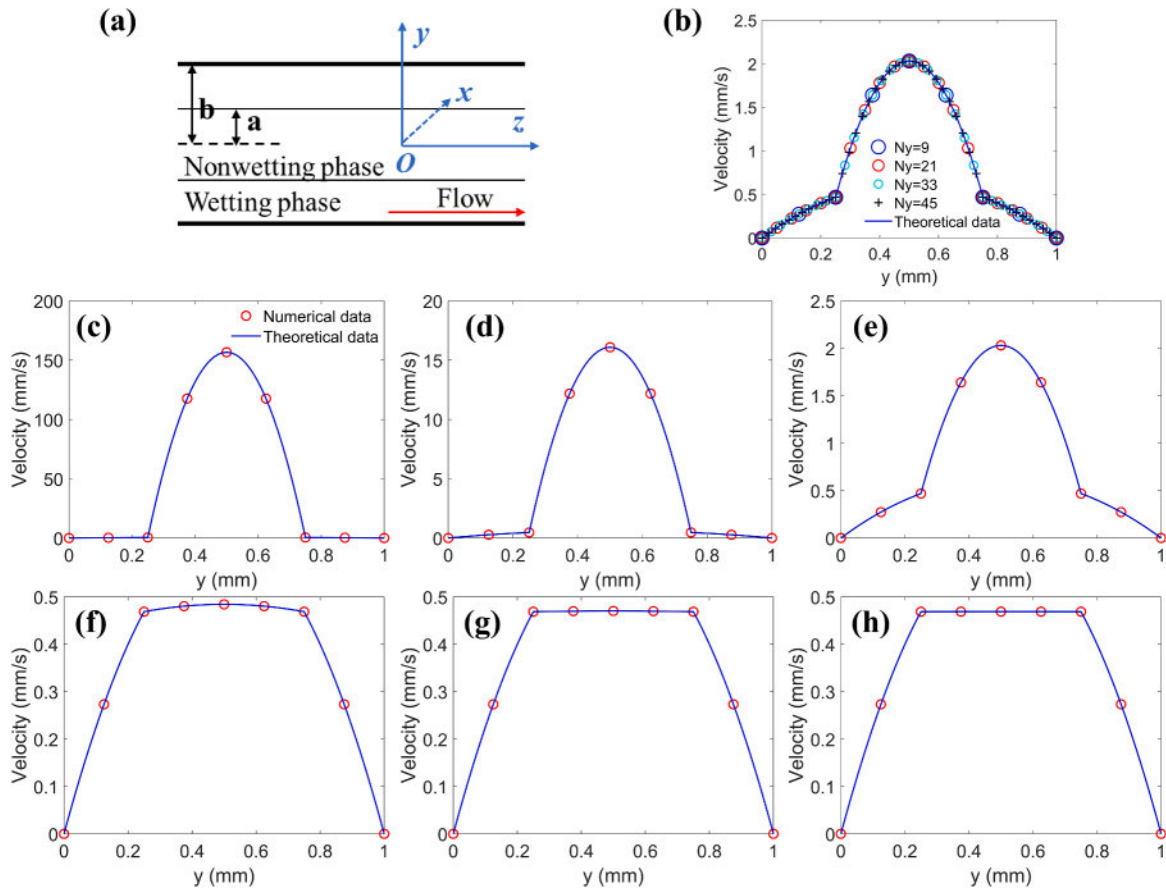 (a)
y
x
z
O
b
a
Nonwetting phase
Wetting phase
Flow
(b)
2.5
2
1.5
1
0.5
0
Velocity (mm/s)
Ny=9
Ny=21
Ny=33
Ny=45
Theoretical data
0 0.2 0.4 0.6 0.8 1
y (mm)
(c)
200
150
100
50
0
Velocity (mm/s)
Numerical data
Theoretical data
0 0.2 0.4 0.6 0.8 1
y (mm)
(d)
20
15
10
5
0
Velocity (mm/s)
0 0.2 0.4 0.6 0.8 1
y (mm)
(e)
2.5
2
1.5
1
0.5
0
Velocity (mm/s)
0 0.2 0.4 0.6 0.8 1
y (mm)
(f)
0.5
0.4
0.3
0.2
0.1
0
Velocity (mm/s)
0 0.2 0.4 0.6 0.8 1
y (mm)
(g)
0.5
0.4
0.3
0.2
0.1
0
Velocity (mm/s)
0 0.2 0.4 0.6 0.8 1
y (mm)
(h)
0.5
0.4
0.3
0.2
0.1
0
Velocity (mm/s)
0 0.2 0.4 0.6 0.8 1
y (mm)